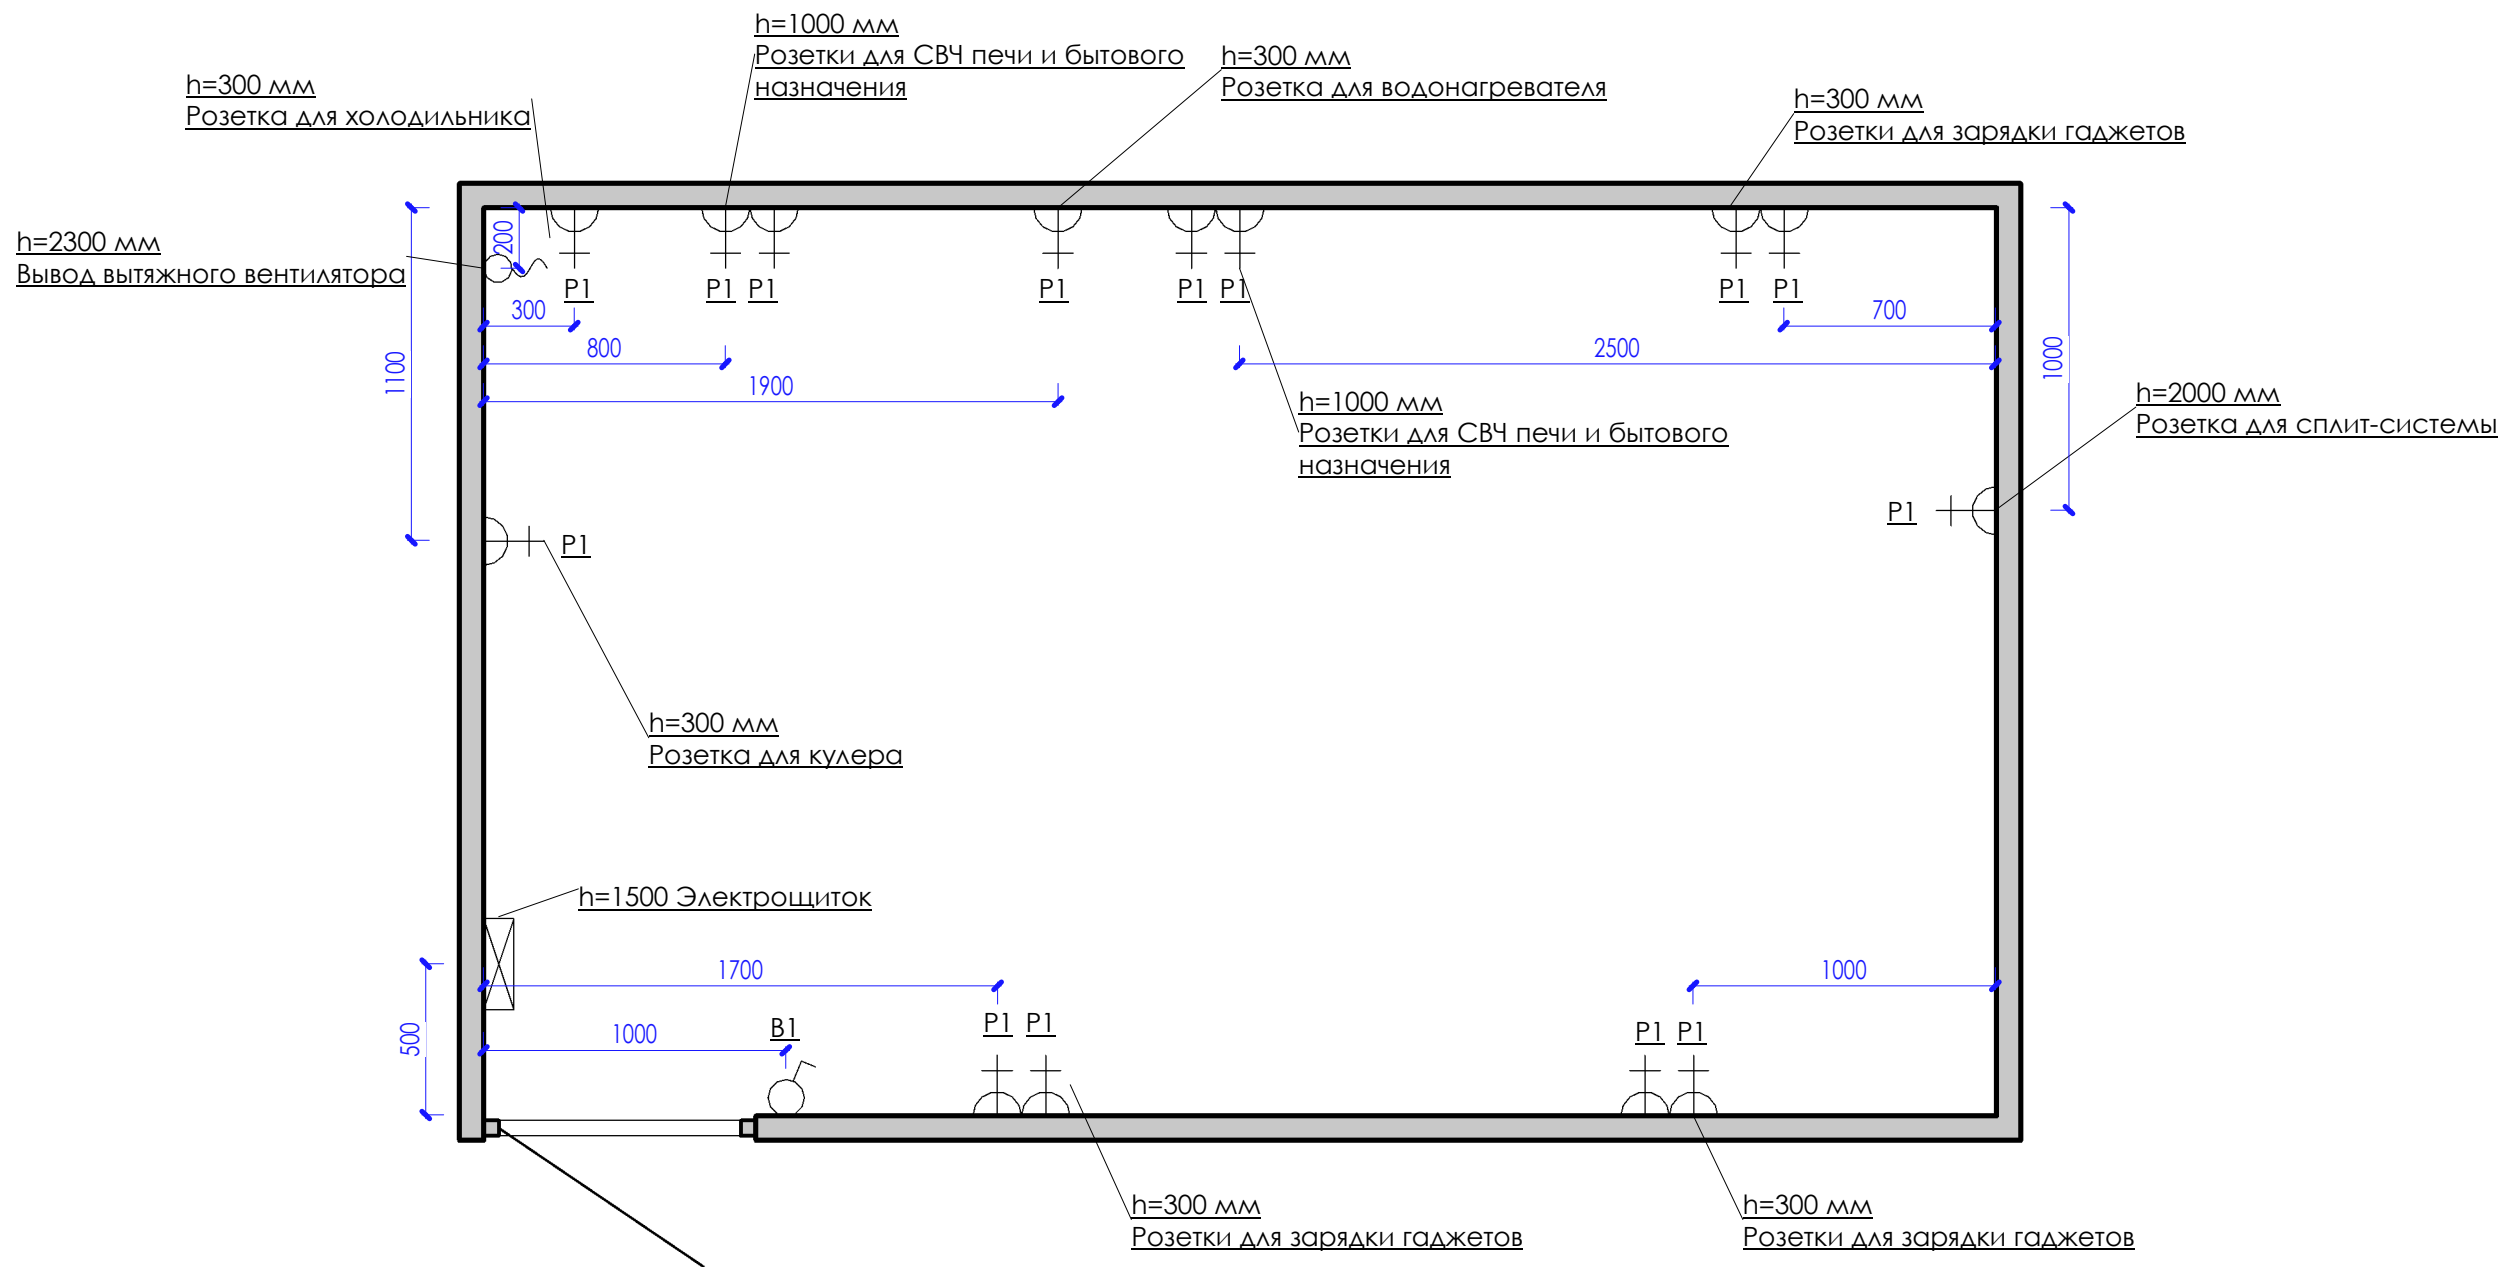 h=1000 мм
Розетки для СВЧ печи и бытового
назначения
h=300 мм
Розетка для водонагревателя
h=300 мм
Розетка для холодильника
h=300 мм
Розетки для зарядки гаджетов
h=2300 мм
Вывод вытяжного вентилятора
200
P1
P1
P1
P1
P1
P1
P1
P1
300
700
800
2500
1900
1100
1000
h=1000 мм
Розетки для СВЧ печи и бытового
назначения
h=2000 мм
Розетка для сплит-системы
P1
P1
h=300 мм
Розетка для кулера
h=1500 Электрощиток
1700
1000
500
1000
B1
P1
P1
P1
P1
h=300 мм
Розетки для зарядки гаджетов
h=300 мм
Розетки для зарядки гаджетов